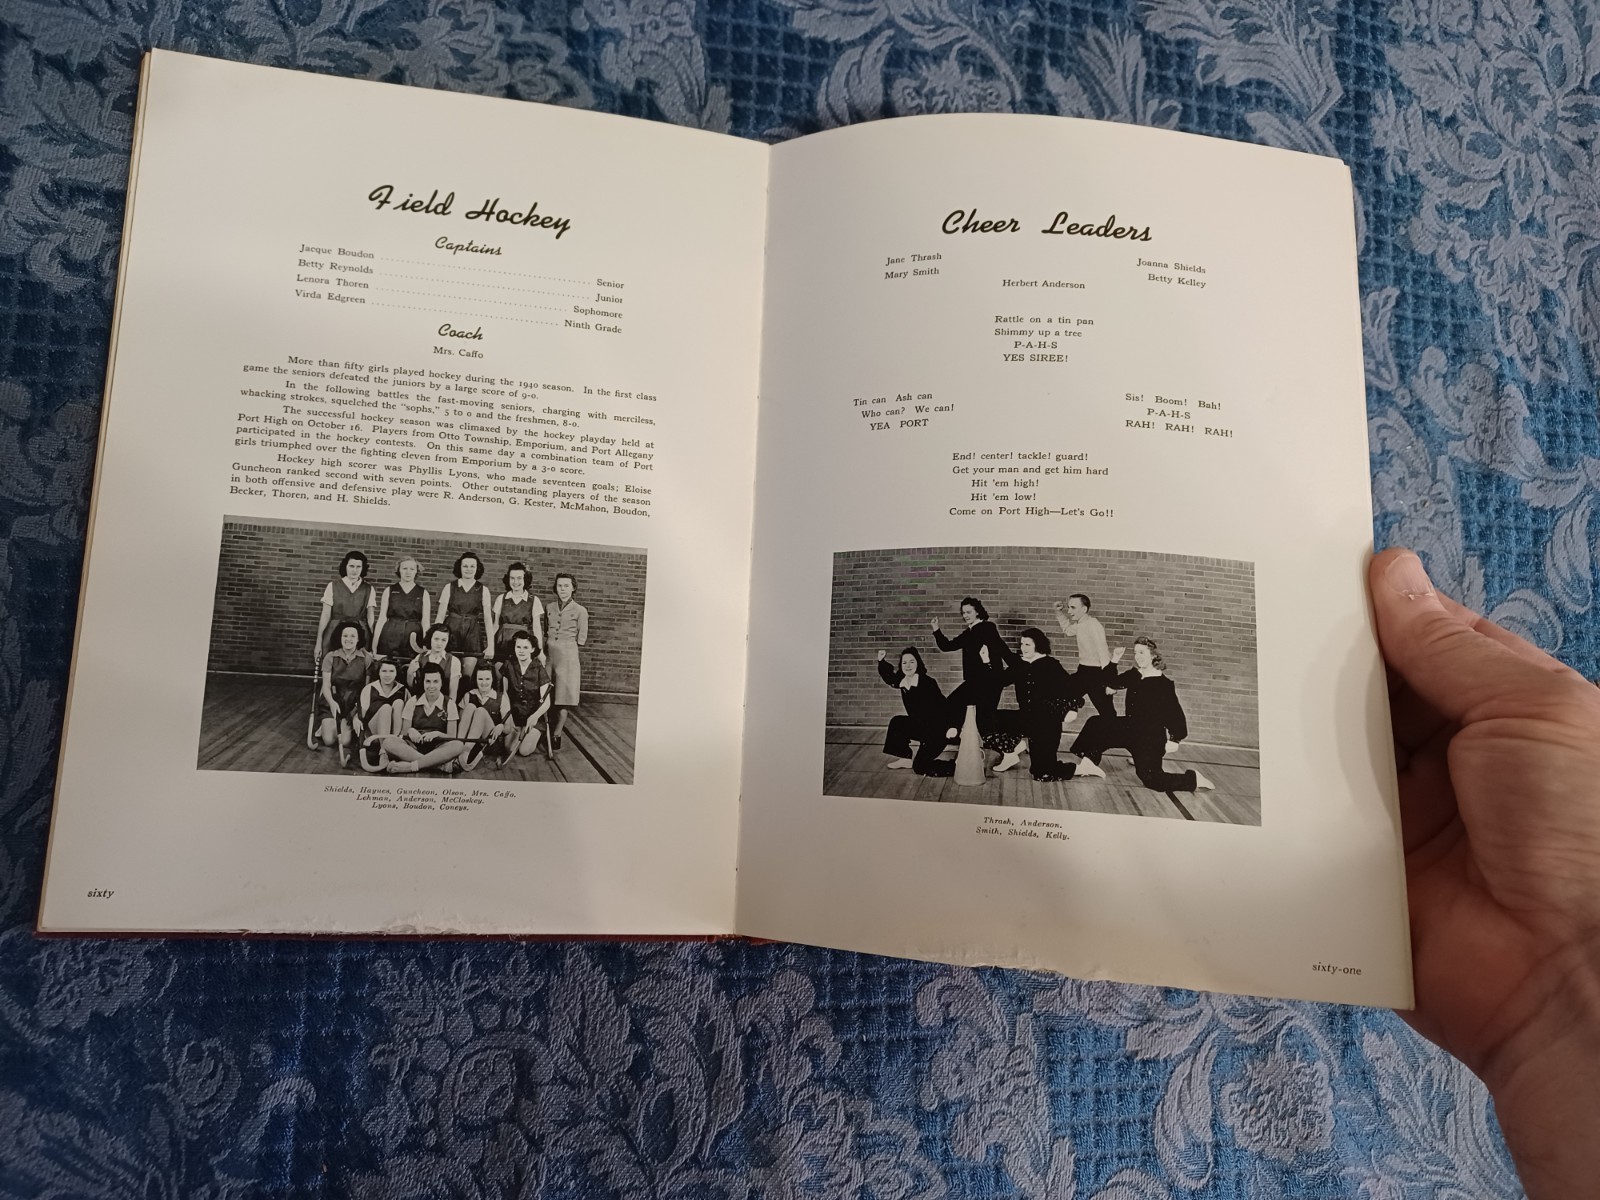 Field Hockey
Captains
Jacque Boudon ........ Senior
Betty Reynolds ........ Junior
Lenora Thoren ........ Sophomore
Virda Edgreen ........ Ninth Grade
Coach
Mrs. Caffo
More than fifty girls played hockey during the 1940 season. In the first class
game the seniors defeated the juniors by a large score of 9-0.
In the following battles the fast-moving seniors, charging with merciless,
whacking strokes, squelched the "sophs," 5 to 0 and the freshmen, 8-0.
The successful hockey season was climaxed by the hockey playday held at
Port High on October 16. Players from Otto Township, Emporium, and Port Allegany
participated in the hockey contests. On this same day a combination team of Port
girls triumphed over the fighting eleven from Emporium by a 3-0 score.
Hockey high scorer was Phyllis Lyons, who made seventeen goals; Eloise
Guncheon ranked second with seven points. Other outstanding players of the season
in both offensive and defensive play were R. Anderson, G. Kester, McMahon, Boudon,
Becker, Thoren, and H. Shields.
Shields, Haynes, Guncheon, Olson, Mrs. Caffo.
Lehman, Anderson, McCloskey.
Lyons, Boudon, Coneys.
sixty
Cheer Leaders
Jane Thrash
Mary Smith
Joanna Shields
Betty Kelley
Herbert Anderson
Rattle on a tin pan
Shimmy up a tree
P-A-H-S
YES SIREE!
Tin can Ash can
Who can? We can!
YEA PORT
Sis! Boom! Bah!
P-A-H-S
RAH! RAH! RAH!
End! center! tackle! guard!
Get your man and get him hard
Hit 'em high!
Hit 'em low!
Come on Port High—Let's Go!!
Thrash, Anderson,
Smith, Shields, Kelly.
sixty-one